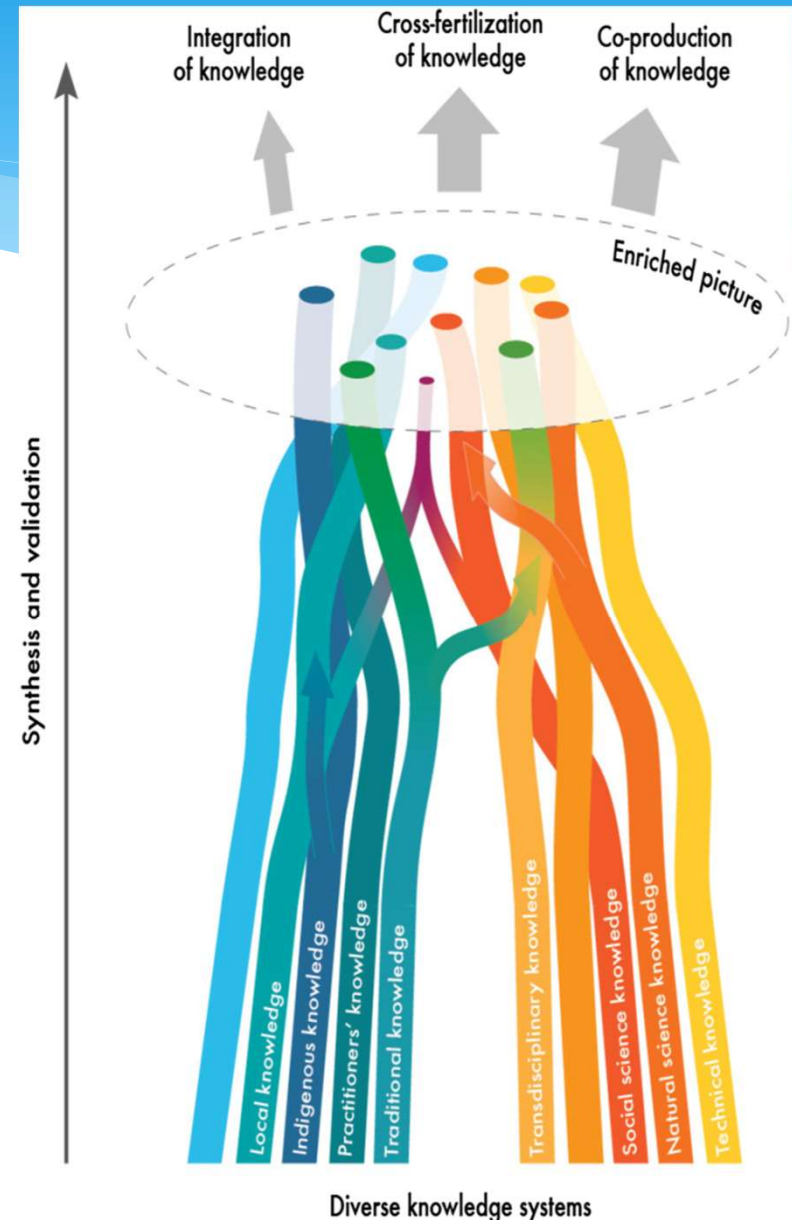 Integration
of knowledge
Cross-fertilization
of knowledge
Co-production
of knowledge
Enriched picture
Synthesis and validation
Local knowledge
Indigenous knowledge
Practitioners' knowledge
Traditional knowledge
Transdisciplinary knowledge
Social science knowledge
Natural science knowledge
Technical knowledge
Diverse knowledge systems